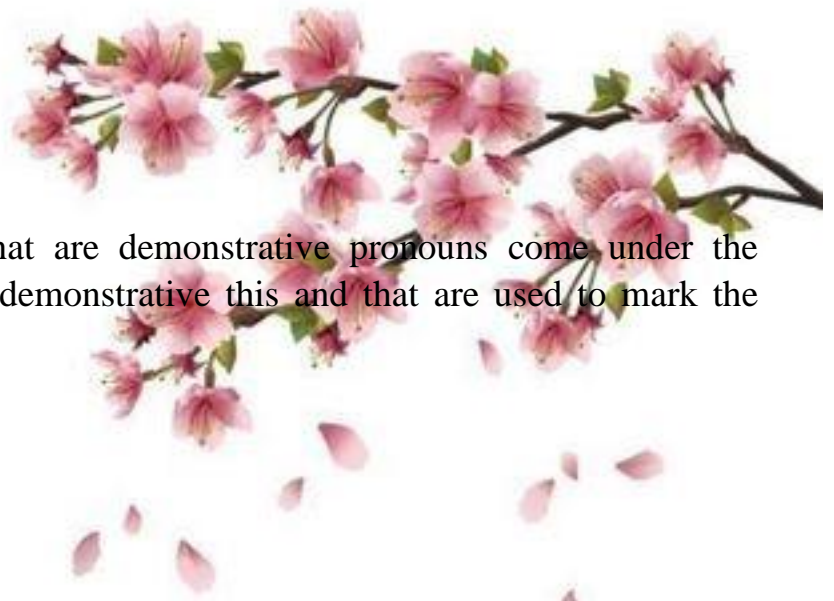 hat are demonstrative pronouns come under the
demonstrative this and that are used to mark the